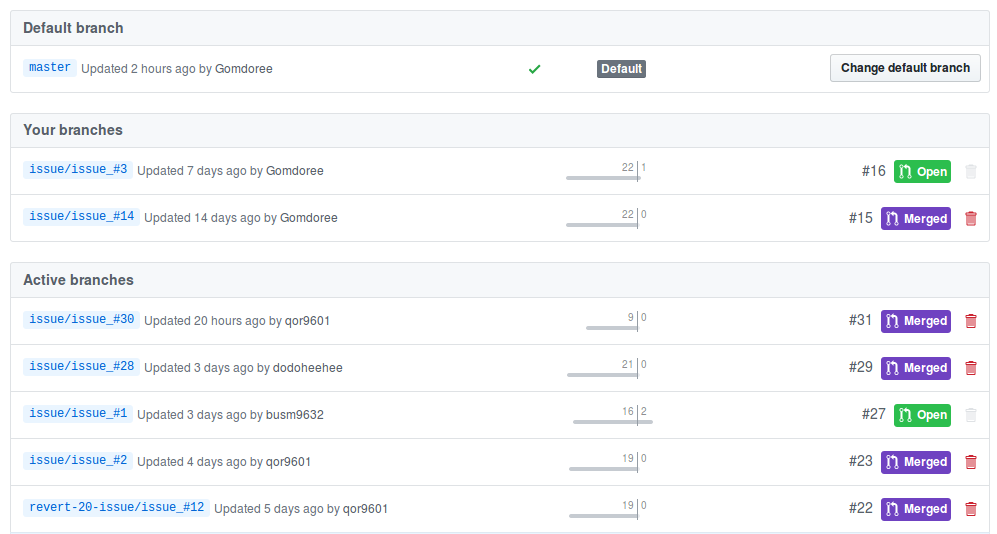 Default branch
master Updated 2 hours ago by Gomdoree Default Change default branch
Your branches
issue/issue_#3 Updated 7 days ago by Gomdoree 22 1 #16 Open
issue/issue_#14 Updated 14 days ago by Gomdoree 22 0 #15 Merged
Active branches
issue/issue_#30 Updated 20 hours ago by qor9601 9 0 #31 Merged
issue/issue_#28 Updated 3 days ago by dodoheehee 21 0 #29 Merged
issue/issue_#1 Updated 3 days ago by busm9632 16 2 #27 Open
issue/issue_#2 Updated 4 days ago by qor9601 19 0 #23 Merged
revert-20-issue/issue_#12 Updated 5 days ago by qor9601 19 0 #22 Merged